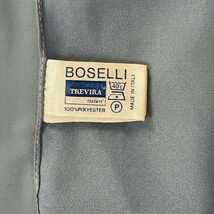 BOSELLI
TREVIRA
100% POLYESTER
40°
P
MADE IN ITALY